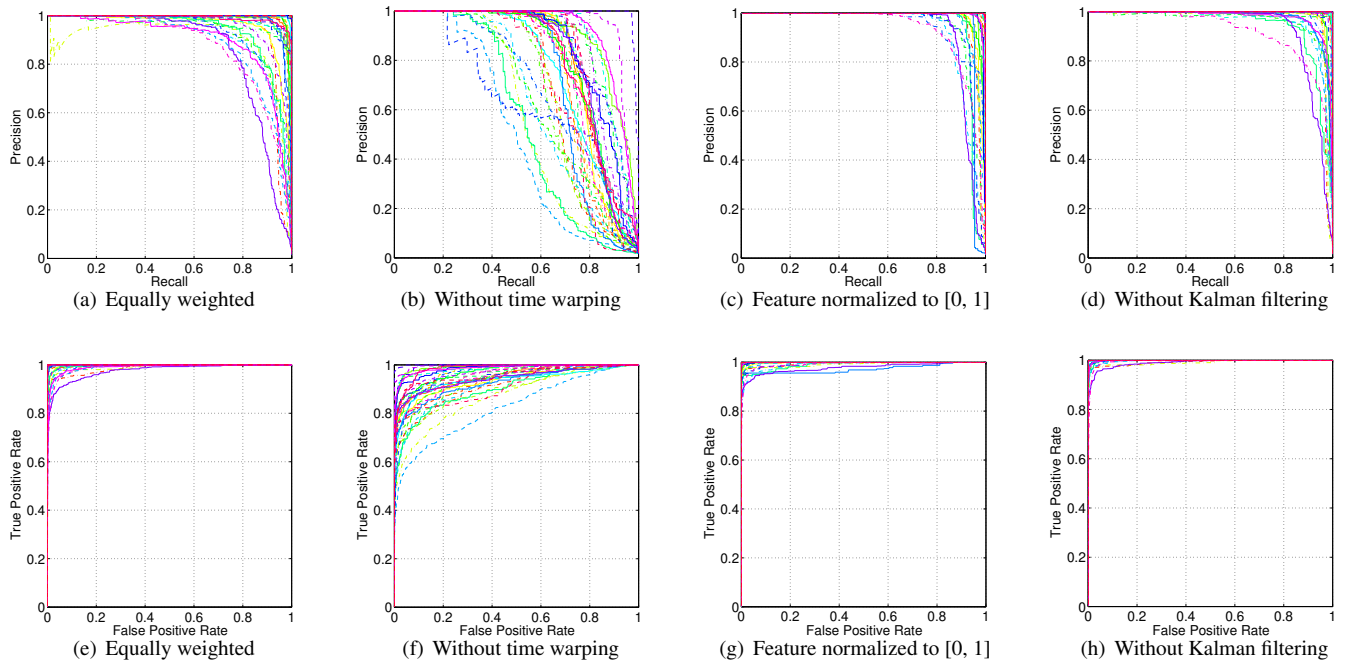 1
0.8
0.6
0.4
0.2
0
0 0.2 0.4 0.6 0.8 1
Precision
Recall
(a) Equally weighted
1
0.8
0.6
0.4
0.2
0
0 0.2 0.4 0.6 0.8 1
Precision
Recall
(b) Without time warping
1
0.8
0.6
0.4
0.2
0
0 0.2 0.4 0.6 0.8 1
Precision
Recall
(c) Feature normalized to [0, 1]
1
0.8
0.6
0.4
0.2
0
0 0.2 0.4 0.6 0.8 1
Precision
Recall
(d) Without Kalman filtering
1
0.8
0.6
0.4
0.2
0
0 0.2 0.4 0.6 0.8 1
True Positive Rate
False Positive Rate
(e) Equally weighted
1
0.8
0.6
0.4
0.2
0
0 0.2 0.4 0.6 0.8 1
True Positive Rate
False Positive Rate
(f) Without time warping
1
0.8
0.6
0.4
0.2
0
0 0.2 0.4 0.6 0.8 1
True Positive Rate
False Positive Rate
(g) Feature normalized to [0, 1]
1
0.8
0.6
0.4
0.2
0
0 0.2 0.4 0.6 0.8 1
True Positive Rate
False Positive Rate
(h) Without Kalman filtering